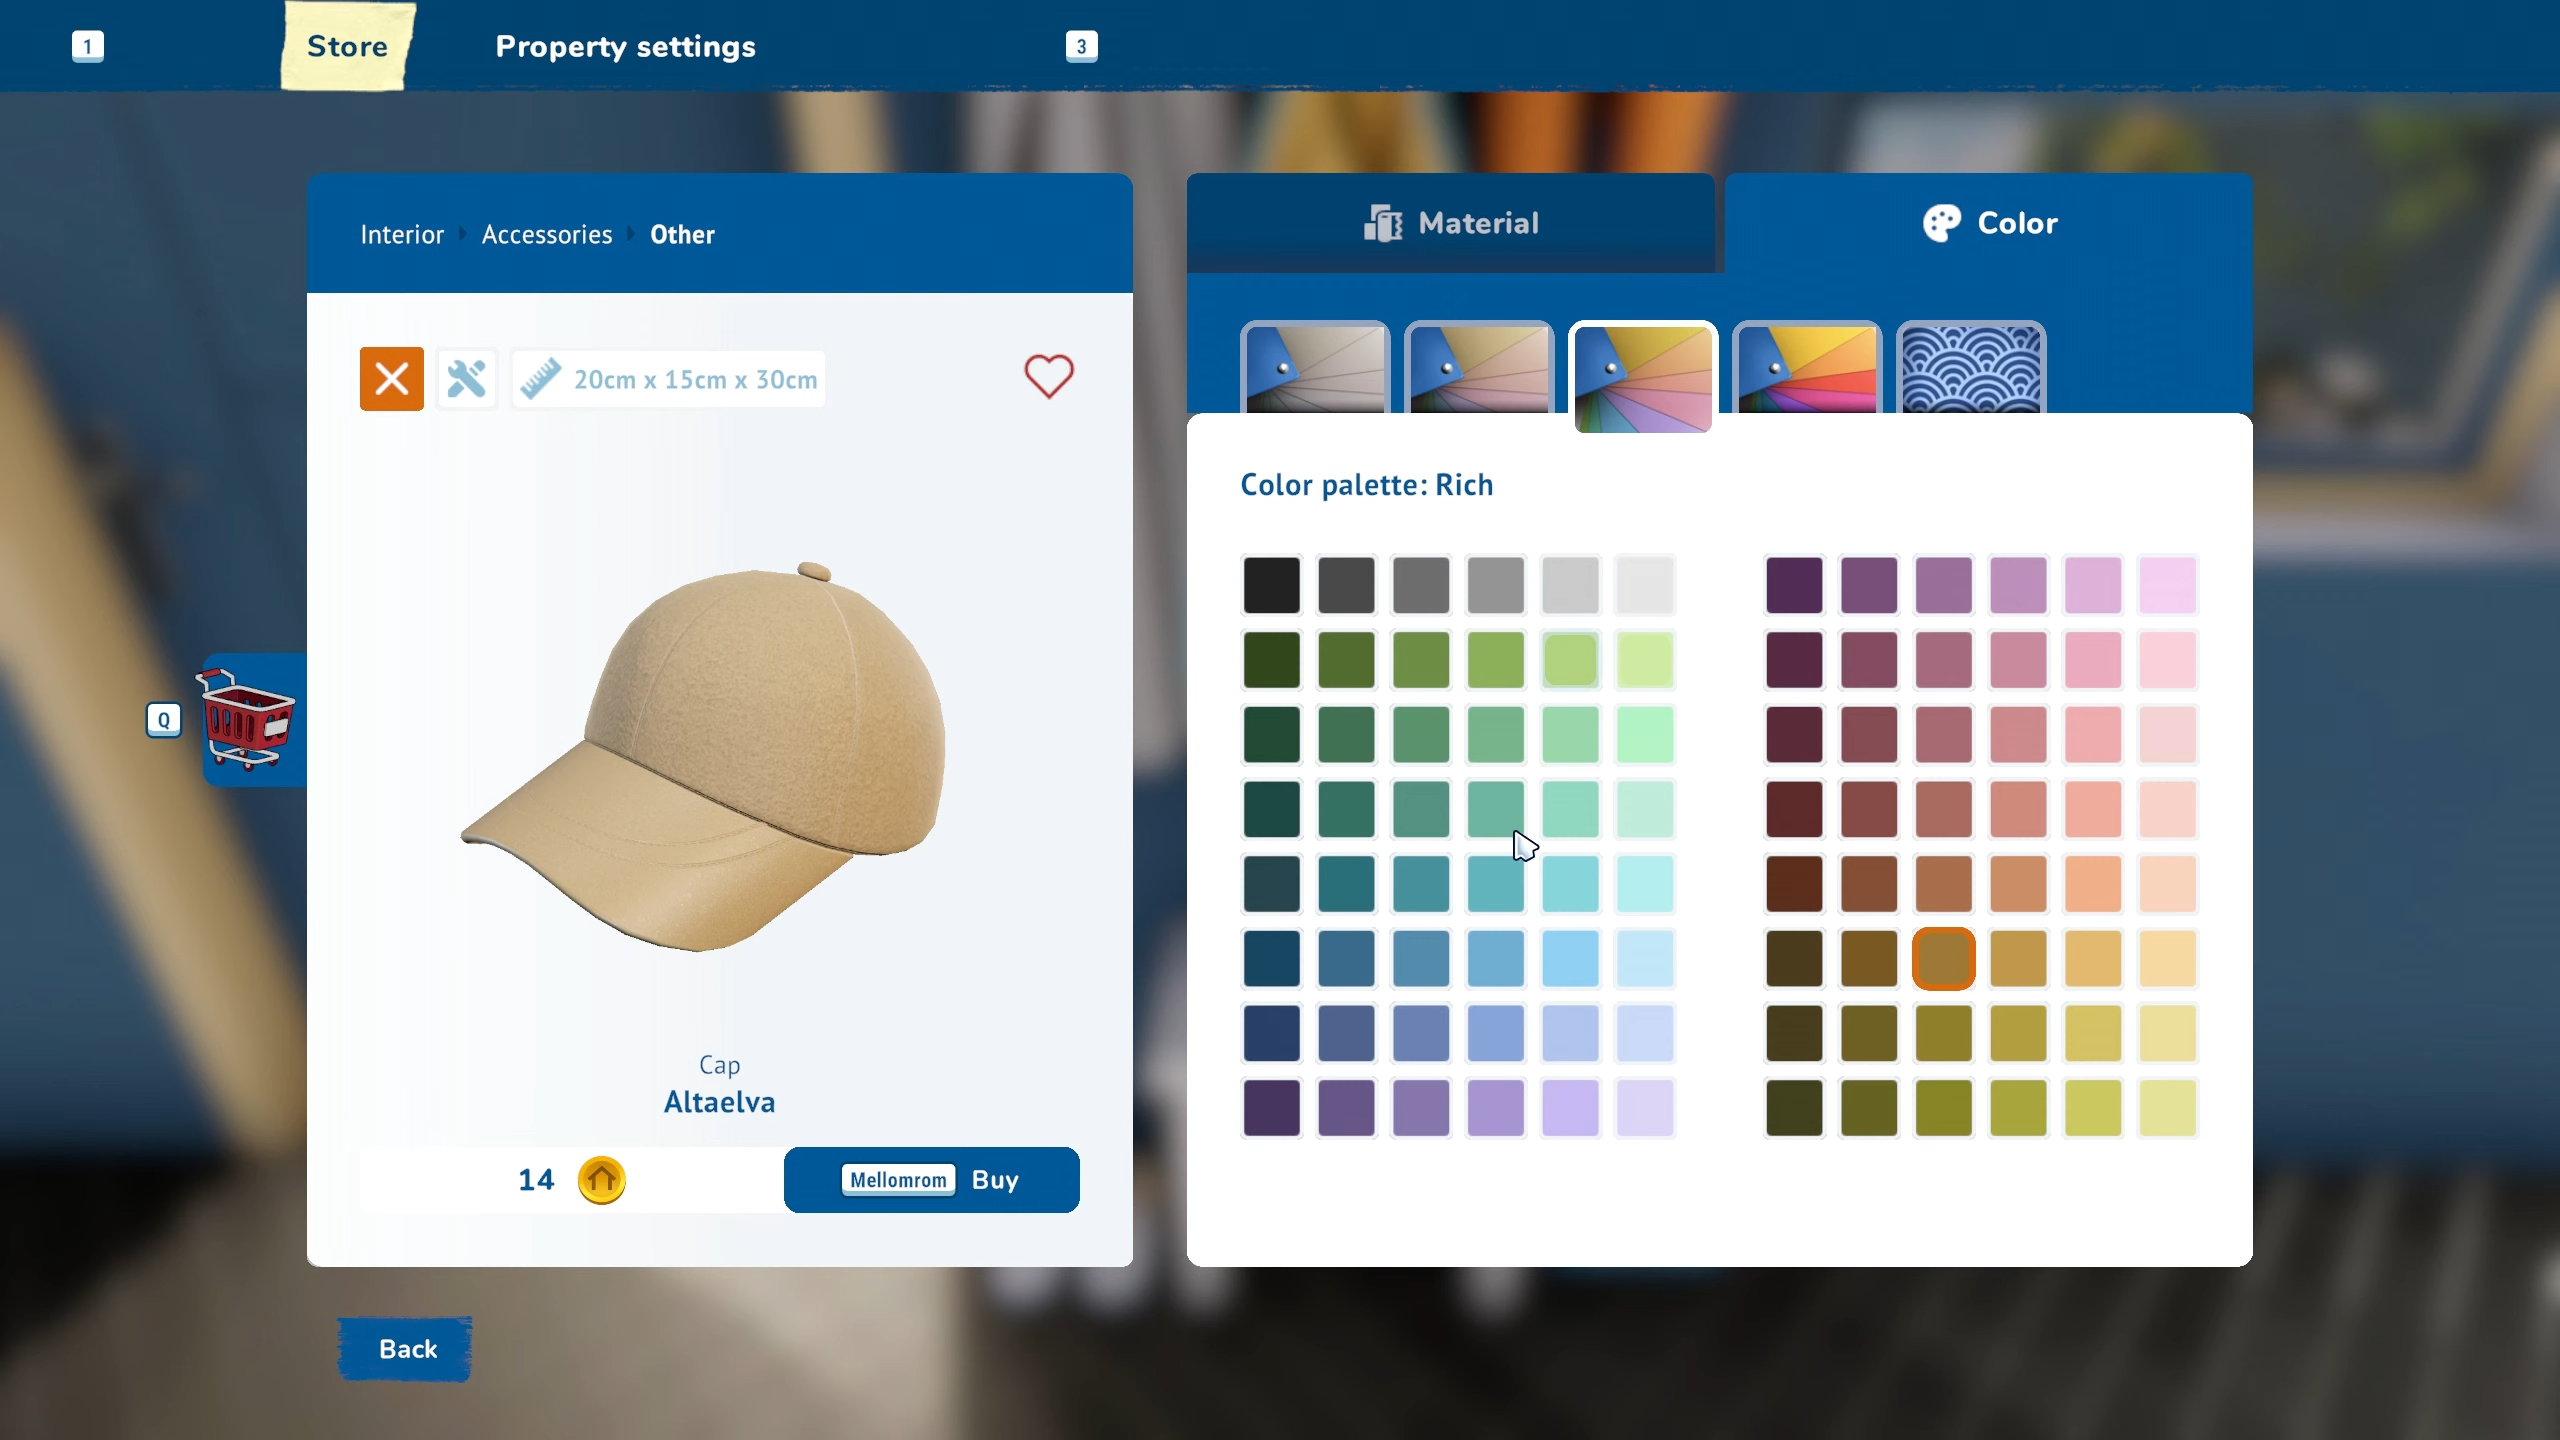 1
Store
Property settings
3
Interior Accessories Other
20cm x 15cm x 30cm
Q
Cap
Altaelva
14
Mellomrom Buy
Back
Material
Color
Color palette: Rich